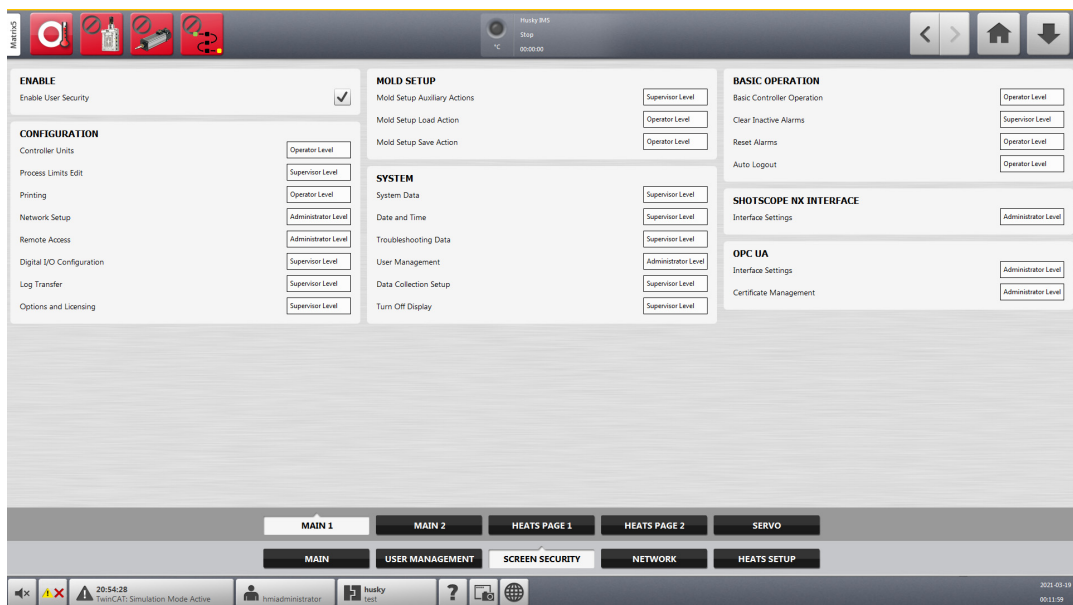 Matrix5
Husky IMS
Stop
°C 00:00:00
ENABLE
Enable User Security
CONFIGURATION
Controller Units Operator Level
Process Limits Edit Supervisor Level
Printing Operator Level
Network Setup Administrator Level
Remote Access Administrator Level
Digital I/O Configuration Supervisor Level
Log Transfer Supervisor Level
Options and Licensing Supervisor Level
MOLD SETUP
Mold Setup Auxiliary Actions Supervisor Level
Mold Setup Load Action Operator Level
Mold Setup Save Action Operator Level
SYSTEM
System Data Supervisor Level
Date and Time Supervisor Level
Troubleshooting Data Supervisor Level
User Management Administrator Level
Data Collection Setup Supervisor Level
Turn Off Display Supervisor Level
BASIC OPERATION
Basic Controller Operation Operator Level
Clear Inactive Alarms Supervisor Level
Reset Alarms Operator Level
Auto Logout Operator Level
SHOTSCOPE NX INTERFACE
Interface Settings Administrator Level
OPC UA
Interface Settings Administrator Level
Certificate Management Administrator Level
MAIN 1 MAIN 2 HEATS PAGE 1 HEATS PAGE 2 SERVO
MAIN USER MANAGEMENT SCREEN SECURITY NETWORK HEATS SETUP
20:54:28
TwinCAT: Simulation Mode Active
hmiadministrator
husky
test
?
2021-03-19
00:11:59